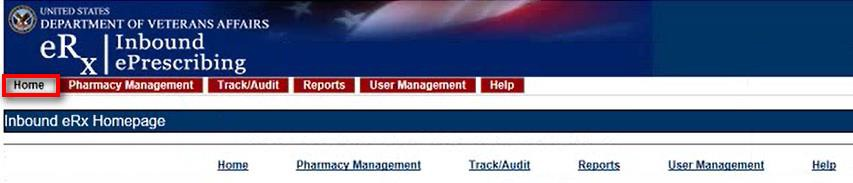 UNITED STATES
DEPARTMENT OF VETERANS AFFAIRS
eRx Inbound
ePrescribing
Home Pharmacy Management Track/Audit Reports User Management Help
Inbound eRx Homepage
Home Pharmacy Management Track/Audit Reports User Management Help